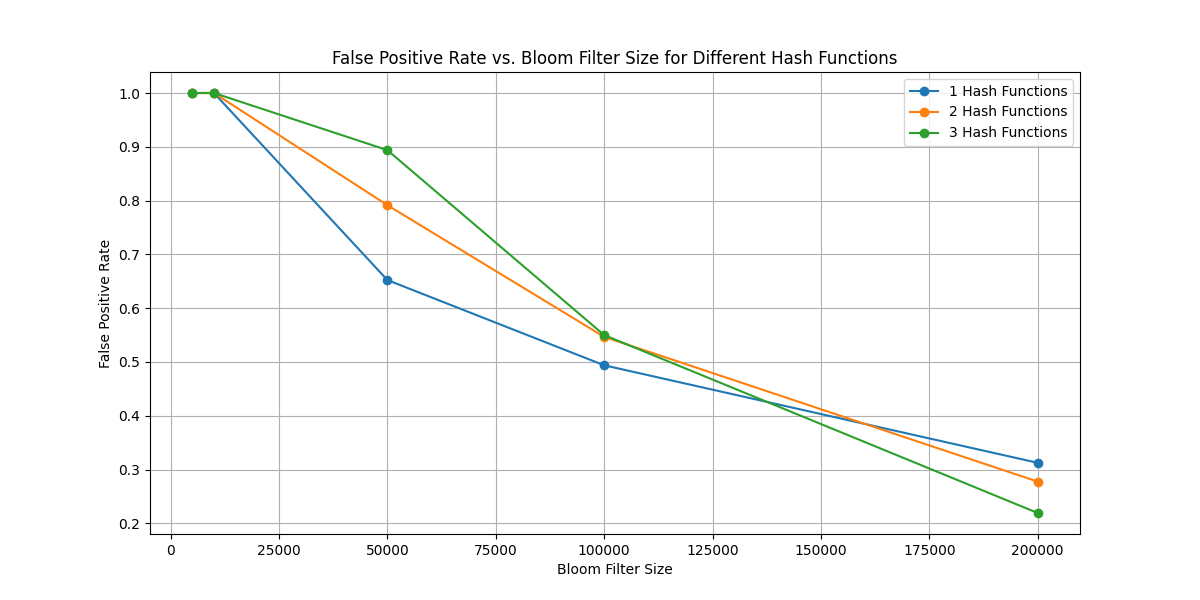 False Positive Rate vs. Bloom Filter Size for Different Hash Functions
1 Hash Functions
2 Hash Functions
3 Hash Functions
False Positive Rate
1.0
0.9
0.8
0.7
0.6
0.5
0.4
0.3
0.2
0 25000 50000 75000 100000 125000 150000 175000 200000
Bloom Filter Size